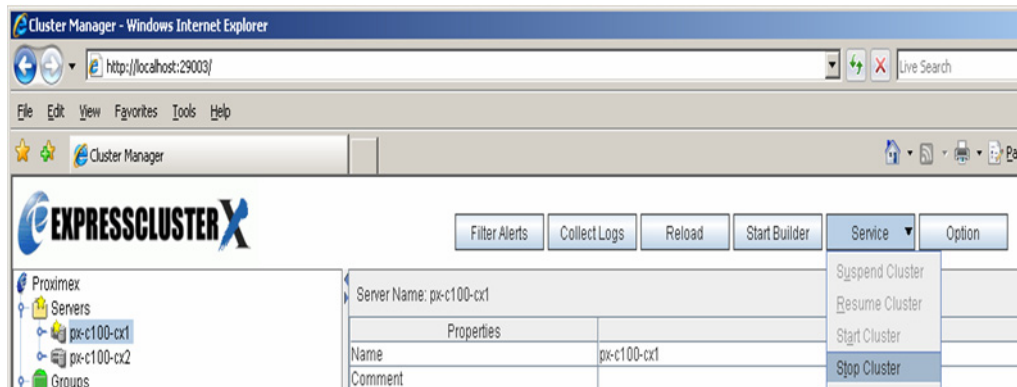 Cluster Manager - Windows Internet Explorer
http://localhost:29003/
Live Search
File Edit View Favorites Tools Help
Cluster Manager
EXPRESSCLUSTER X
Filter Alerts Collect Logs Reload Start Builder Service Option
Proximex
Servers
px-c100-cx1
px-c100-cx2
Groups
Server Name: px-c100-cx1
Properties
Name px-c100-cx1
Comment
Suspend Cluster
Resume Cluster
Start Cluster
Stop Cluster